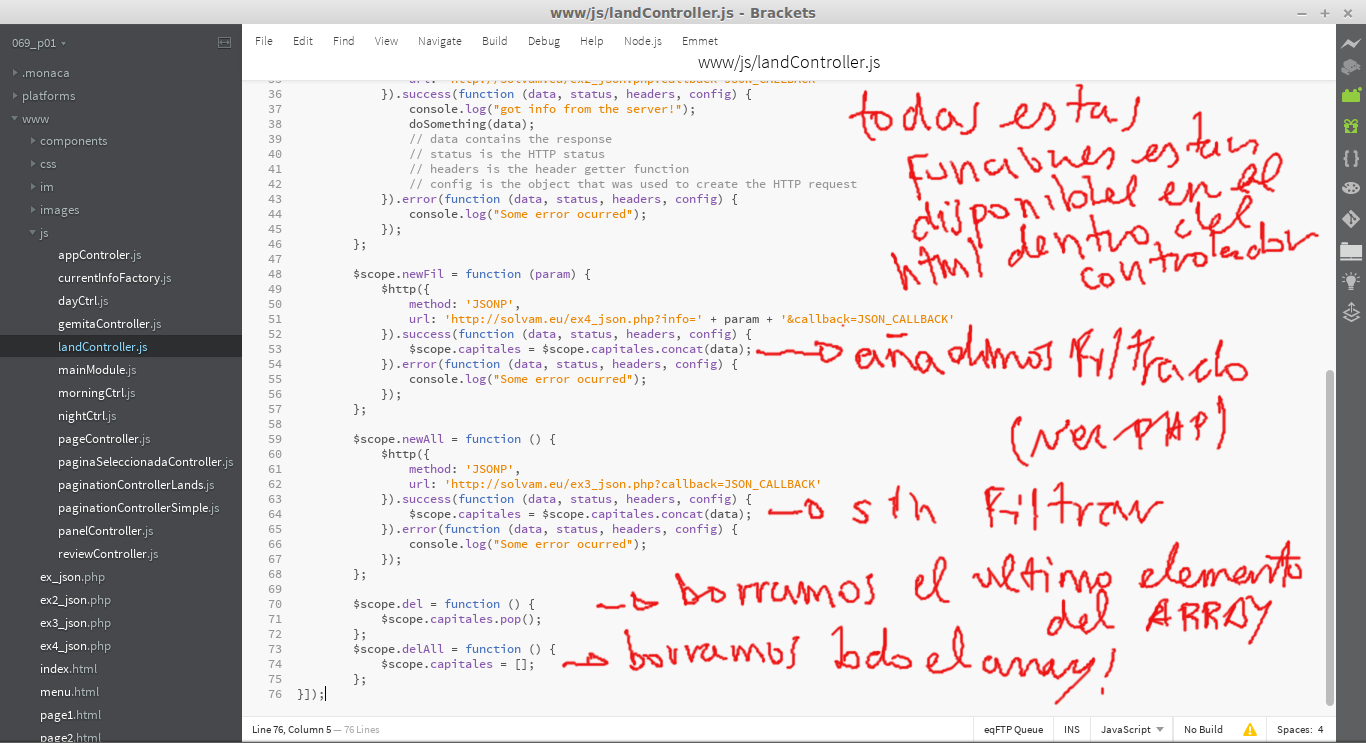 www/js/landController.js - Brackets
069_p01
File Edit Find View Navigate Build Debug Help Node.js Emmet
www/js/landController.js
.monaca
platforms
www
components
css
im
images
js
appControler.js
currentInfoFactory.js
dayCtrl.js
gemitaController.js
landController.js
mainModule.js
morningCtrl.js
nightCtrl.js
pageController.js
paginaSeleccionadaController.js
paginationControllerLands.js
paginationControllerSimple.js
panelController.js
reviewController.js
ex_json.php
ex2_json.php
ex3_json.php
ex4_json.php
index.html
menu.html
page1.html
page2.html
35 url: 'http://solvam.eu/ex2_json.php?callback=JSON_CALLBACK'
36 }).success(function (data, status, headers, config) {
37 console.log("got info from the server!");
38 doSomething(data);
39 // data contains the response
40 // status is the HTTP status
41 // headers is the header getter function
42 // config is the object that was used to create the HTTP request
43 }).error(function (data, status, headers, config) {
44 console.log("Some error ocurred");
45 });
46 };
47
48 $scope.newFil = function (param) {
49 $http({
50 method: 'JSONP',
51 url: 'http://solvam.eu/ex4_json.php?info=' + param + '&callback=JSON_CALLBACK'
52 }).success(function (data, status, headers, config) {
53 $scope.capitales = $scope.capitales.concat(data);
54 }).error(function (data, status, headers, config) {
55 console.log("Some error ocurred");
56 });
57 };
58
59 $scope.newAll = function () {
60 $http({
61 method: 'JSONP',
62 url: 'http://solvam.eu/ex3_json.php?callback=JSON_CALLBACK'
63 }).success(function (data, status, headers, config) {
64 $scope.capitales = $scope.capitales.concat(data);
65 }).error(function (data, status, headers, config) {
66 console.log("Some error ocurred");
67 });
68 };
69
70 $scope.del = function () {
71 $scope.capitales.pop();
72 };
73 $scope.delAll = function () {
74 $scope.capitales = [];
75 };
76 }]);
todas estas
funciones estan
disponibles en el
html dentro del
controlador
añadimos filtrado
(ver PHP)
sin filtrar
borramos el ultimo elemento
del ARRAY
borramos todo el array!
Line 76, Column 5 — 76 Lines
eqFTP Queue INS JavaScript No Build Spaces: 4